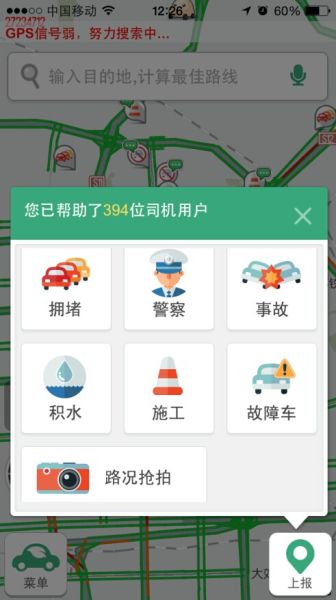 中国移动 12:26 60%
27234712
GPS信号弱，努力搜索中...
输入目的地,计算最佳路线
S12
您已帮助了394位司机用户
拥堵 警察 事故
积水 施工 故障车
路况抢拍
菜单 上报